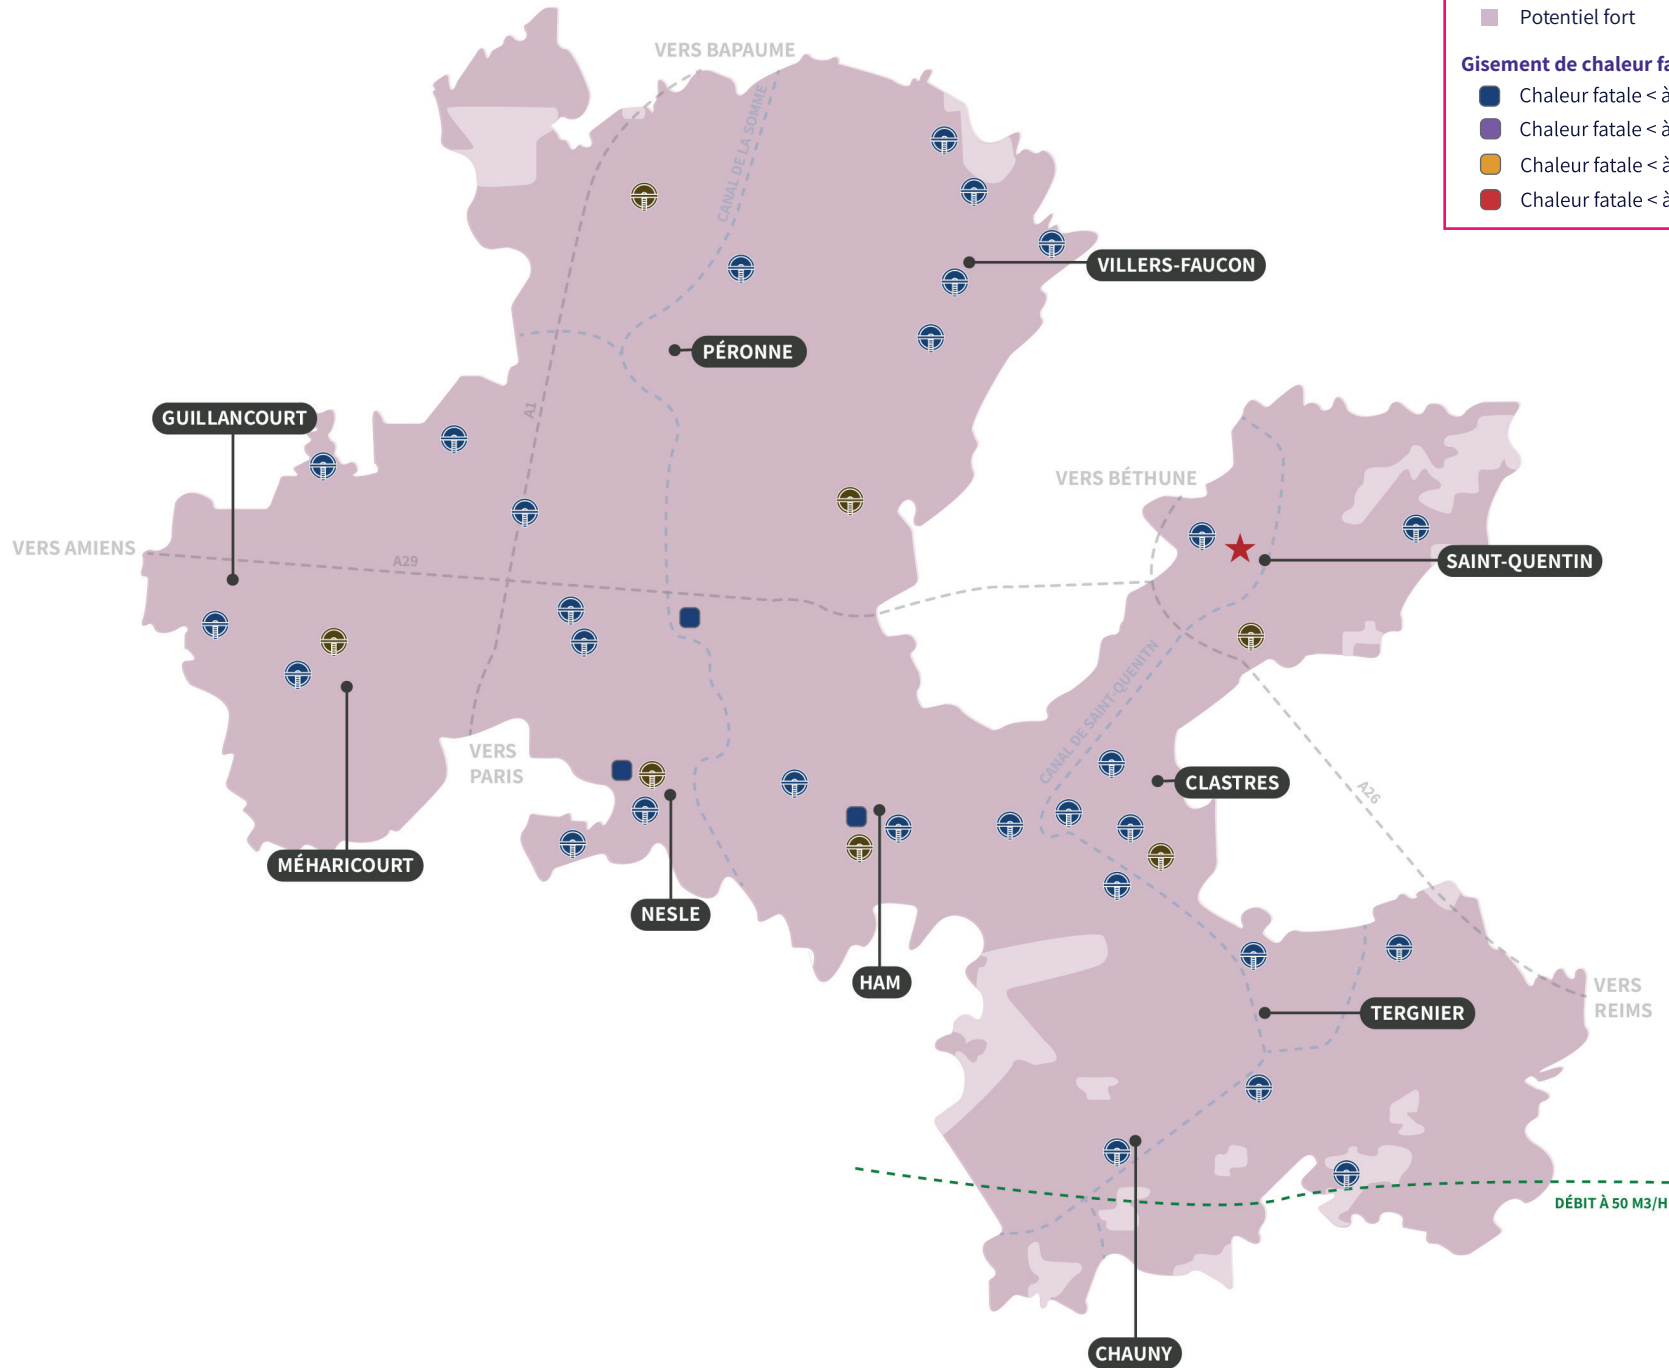 Potentiel fort
VERS BAPAUME
Gisement de chaleur
Chaleur fatale < à
Chaleur fatale < à
Chaleur fatale < à
Chaleur fatale < à
CANAL DE LA SOMME
VILLERS-FAUCON
PÉRONNE
GUILLANCOURT
A1
VERS BÉTHUNE
VERS AMIENS
A29
SAINT-QUENTIN
CANAL DE SAINT-QUENITN
VERS
PARIS
CLASTRES
A26
MÉHARICOURT
NESLE
HAM
VERS
REIMS
TERGNIER
DÉBIT À 50 M3/H
CHAUNY